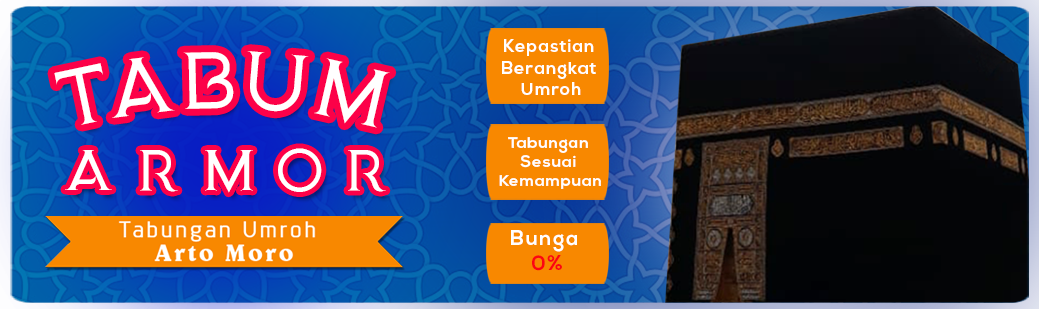 TABUM
ARMOR
Tabungan Umroh
Arto Moro
Kepastian
Berangkat
Umroh
Tabungan
Sesuai
Kemampuan
Bunga
0%